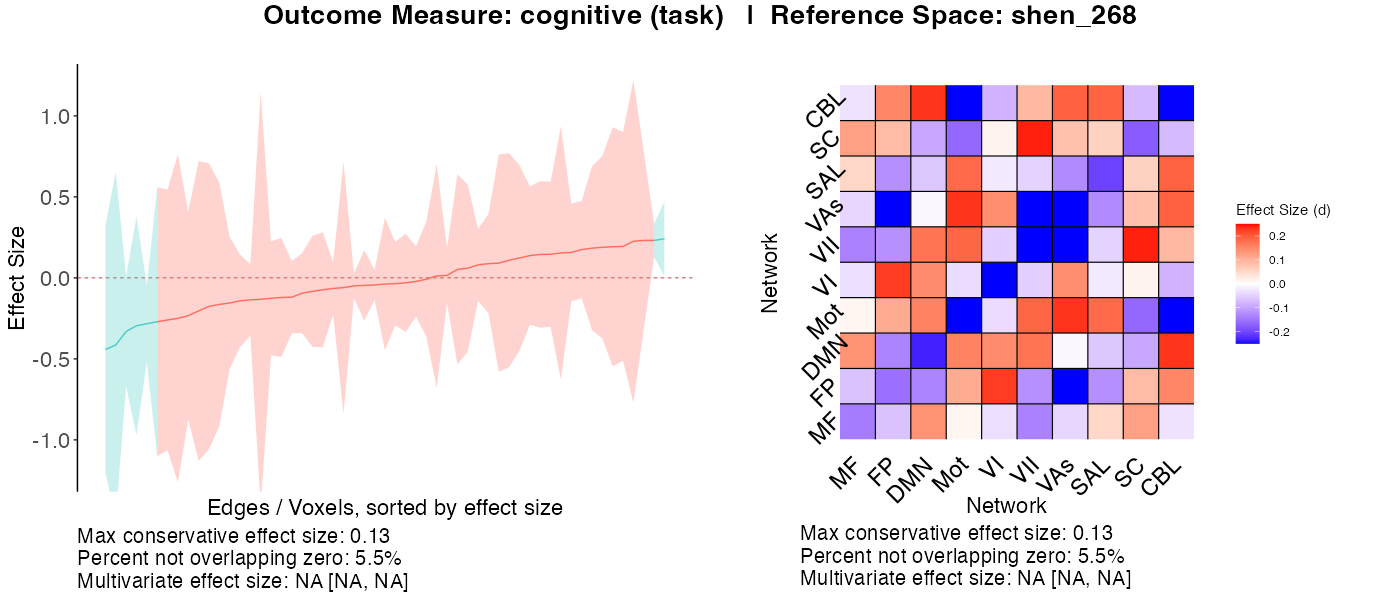 Outcome Measure: cognitive (task) | Reference Space: shen_268
Effect Size
1.0
0.5
0.0
-0.5
-1.0
Edges / Voxels, sorted by effect size
Max conservative effect size: 0.13
Percent not overlapping zero: 5.5%
Multivariate effect size: NA [NA, NA]
Network
CBL
SC
SAL
VAs
VII
VI
Mot
DMN
FP
MF
MF FP DMN Mot VI VII VAs SAL SC CBL
Network
Effect Size (d)
0.2
0.1
0.0
-0.1
-0.2
Max conservative effect size: 0.13
Percent not overlapping zero: 5.5%
Multivariate effect size: NA [NA, NA]